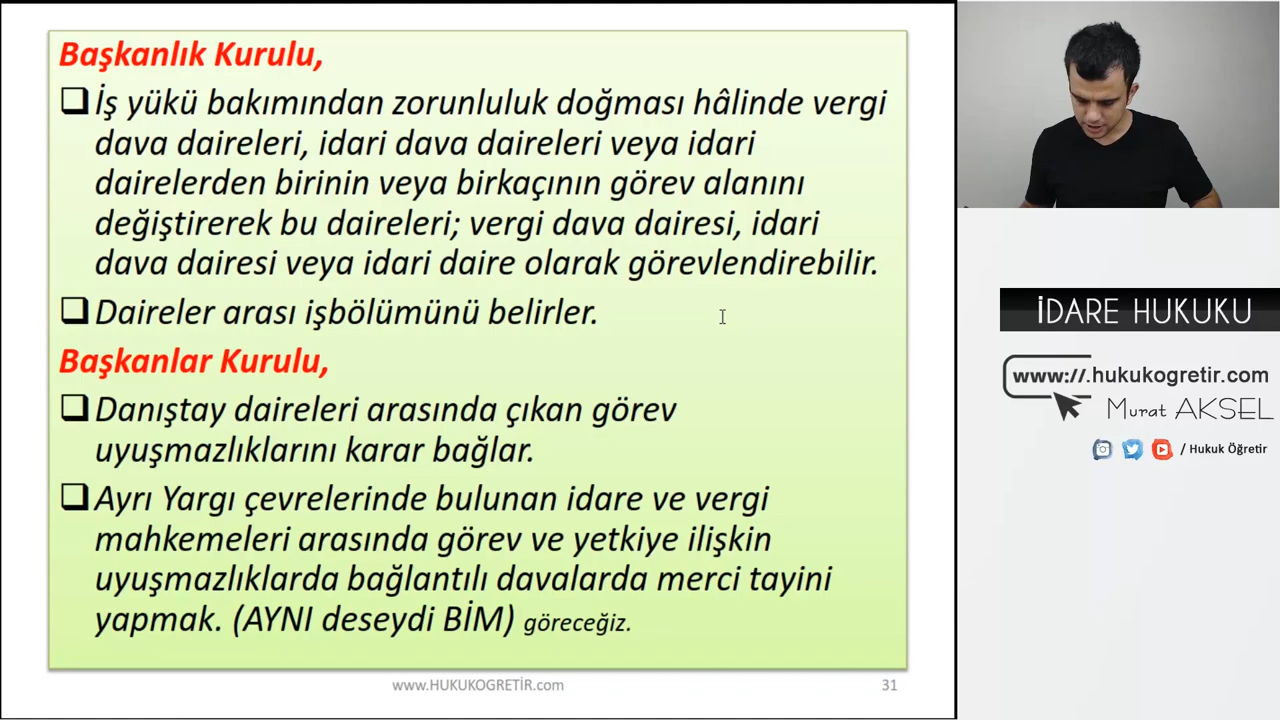 Başkanlık Kurulu,
İş yükü bakımından zorunluluk doğması hâlinde vergi
dava daireleri, idari dava daireleri veya idari
dairelerden birinin veya birkaçının görev alanını
değiştirerek bu daireleri; vergi dava dairesi, idari
dava dairesi veya idari daire olarak görevlendirebilir.
Daireler arası işbölümünü belirler.
Başkanlar Kurulu,
Danıştay daireleri arasında çıkan görev
uyuşmazlıklarını karar bağlar.
Ayrı Yargı çevrelerinde bulunan idare ve vergi
mahkemeleri arasında görev ve yetkiye ilişkin
uyuşmazlıklarda bağlantılı davalarda merci tayini
yapmak. (AYNI deseydi BİM) göreceğiz.
www.HUKUKOGRETİR.com
31
İDARE HUKUKU
www://.hukukogretir.com
Murat AKSEL
/ Hukuk Öğretir